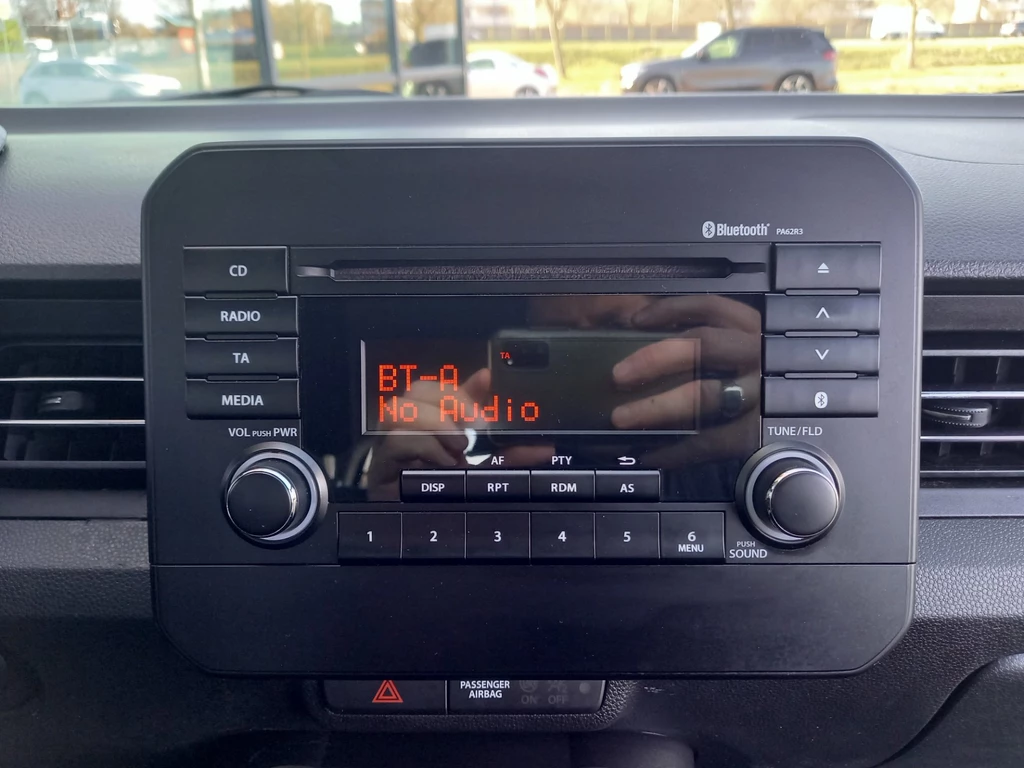 Bluetooth® PA62R3
CD
RADIO
TA
MEDIA
TA
BT-A
No Audio
VOL PUSH PWR
TUNE/FLD
AF PTY
DISP RPT RDM AS
1 2 3 4 5 6
MENU
PUSH
SOUND
PASSENGER
AIRBAG
ON OFF